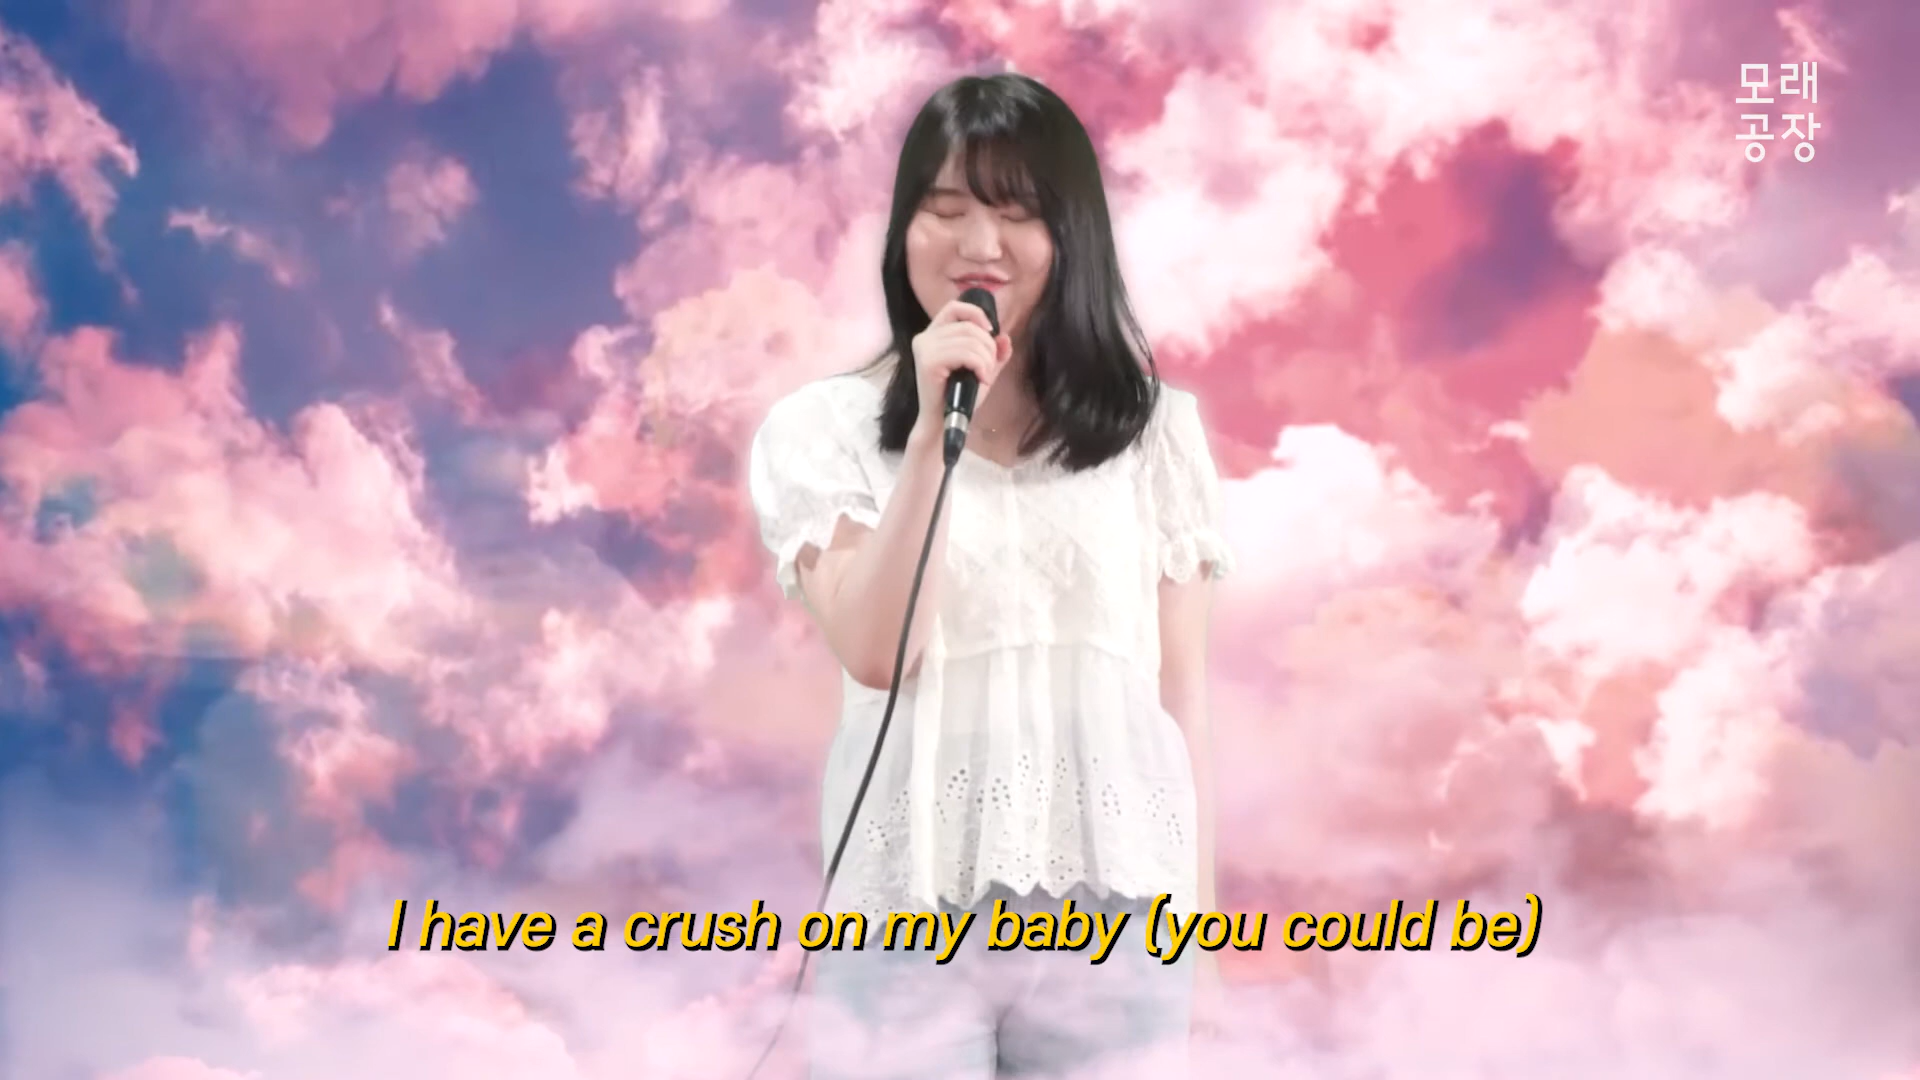 모래
공장
I have a crush on my baby (you could be)